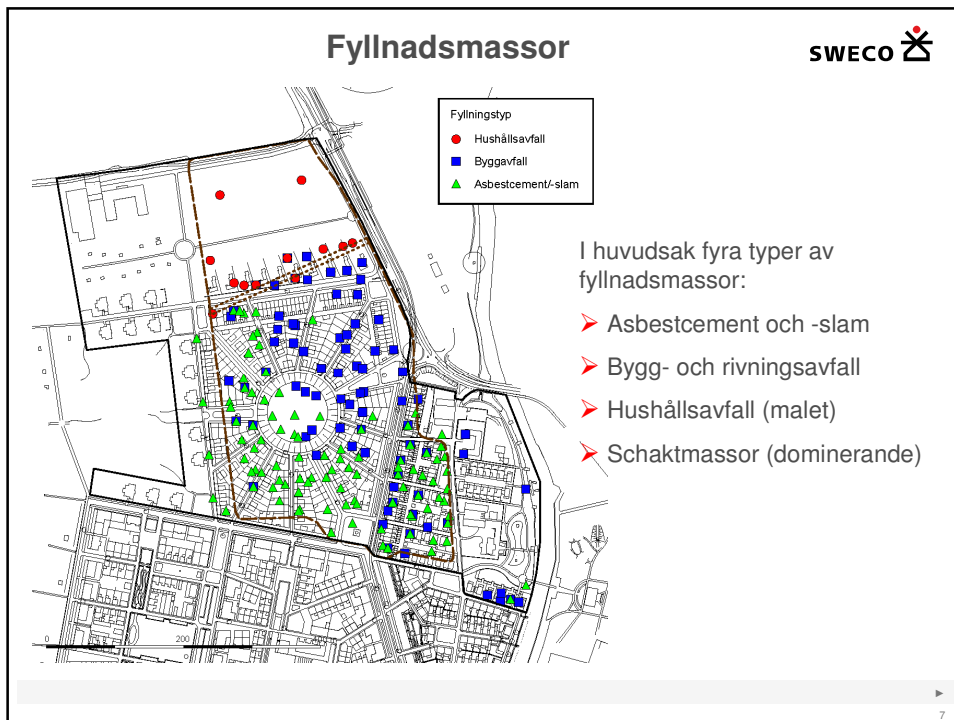 Fyllnadsmassor
SWECO
Fyllningstyp
Hushållsavfall
Byggavfall
Asbestcement/-slam
I huvudsak fyra typer av
fyllnadsmassor:
Asbestcement och -slam
Bygg- och rivningsavfall
Hushållsavfall (malet)
Schaktmassor (dominerande)
0 200
7